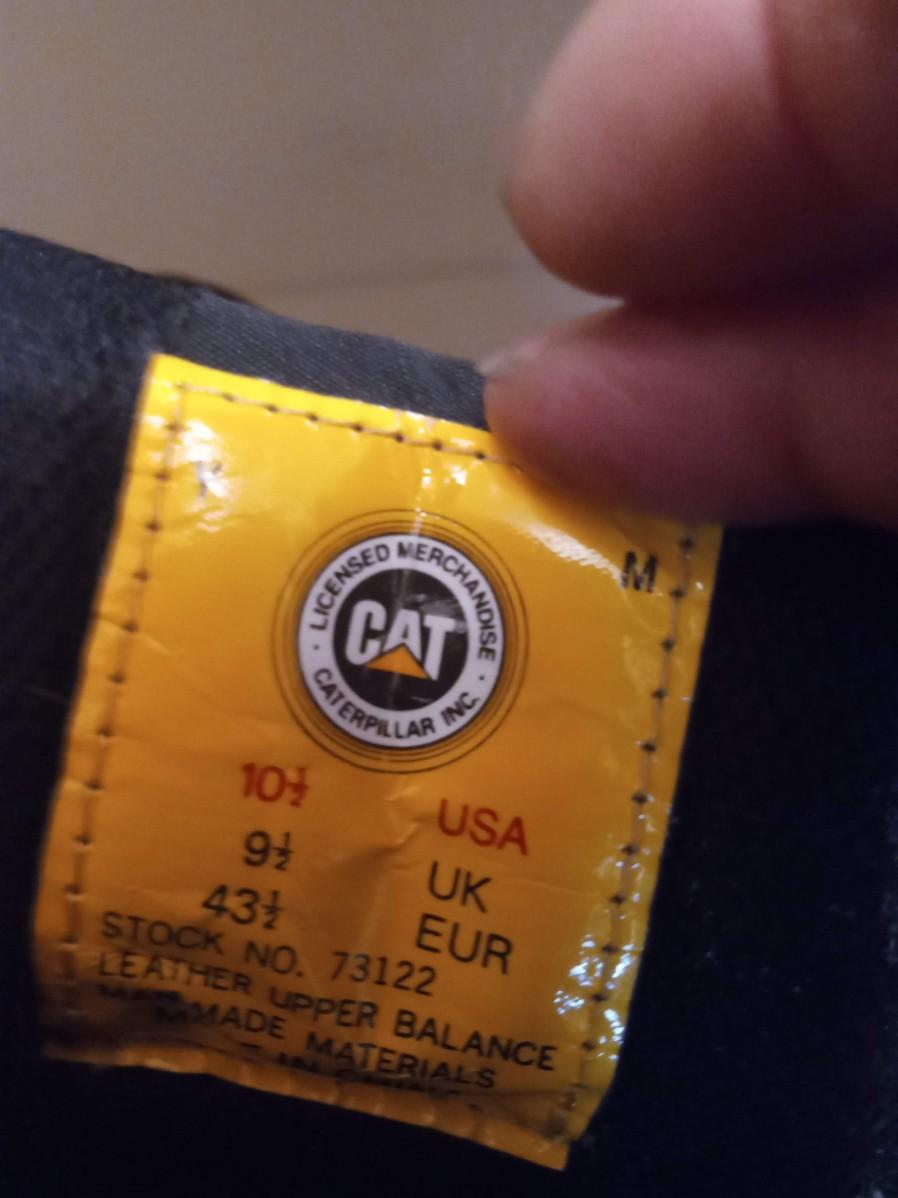 M
LICENSED MERCHANDISE
CAT
CATERPILLAR INC.
10½ USA
9½ UK
43½ EUR
STOCK NO. 73122
LEATHER UPPER BALANCE
MADE MATERIALS
IN